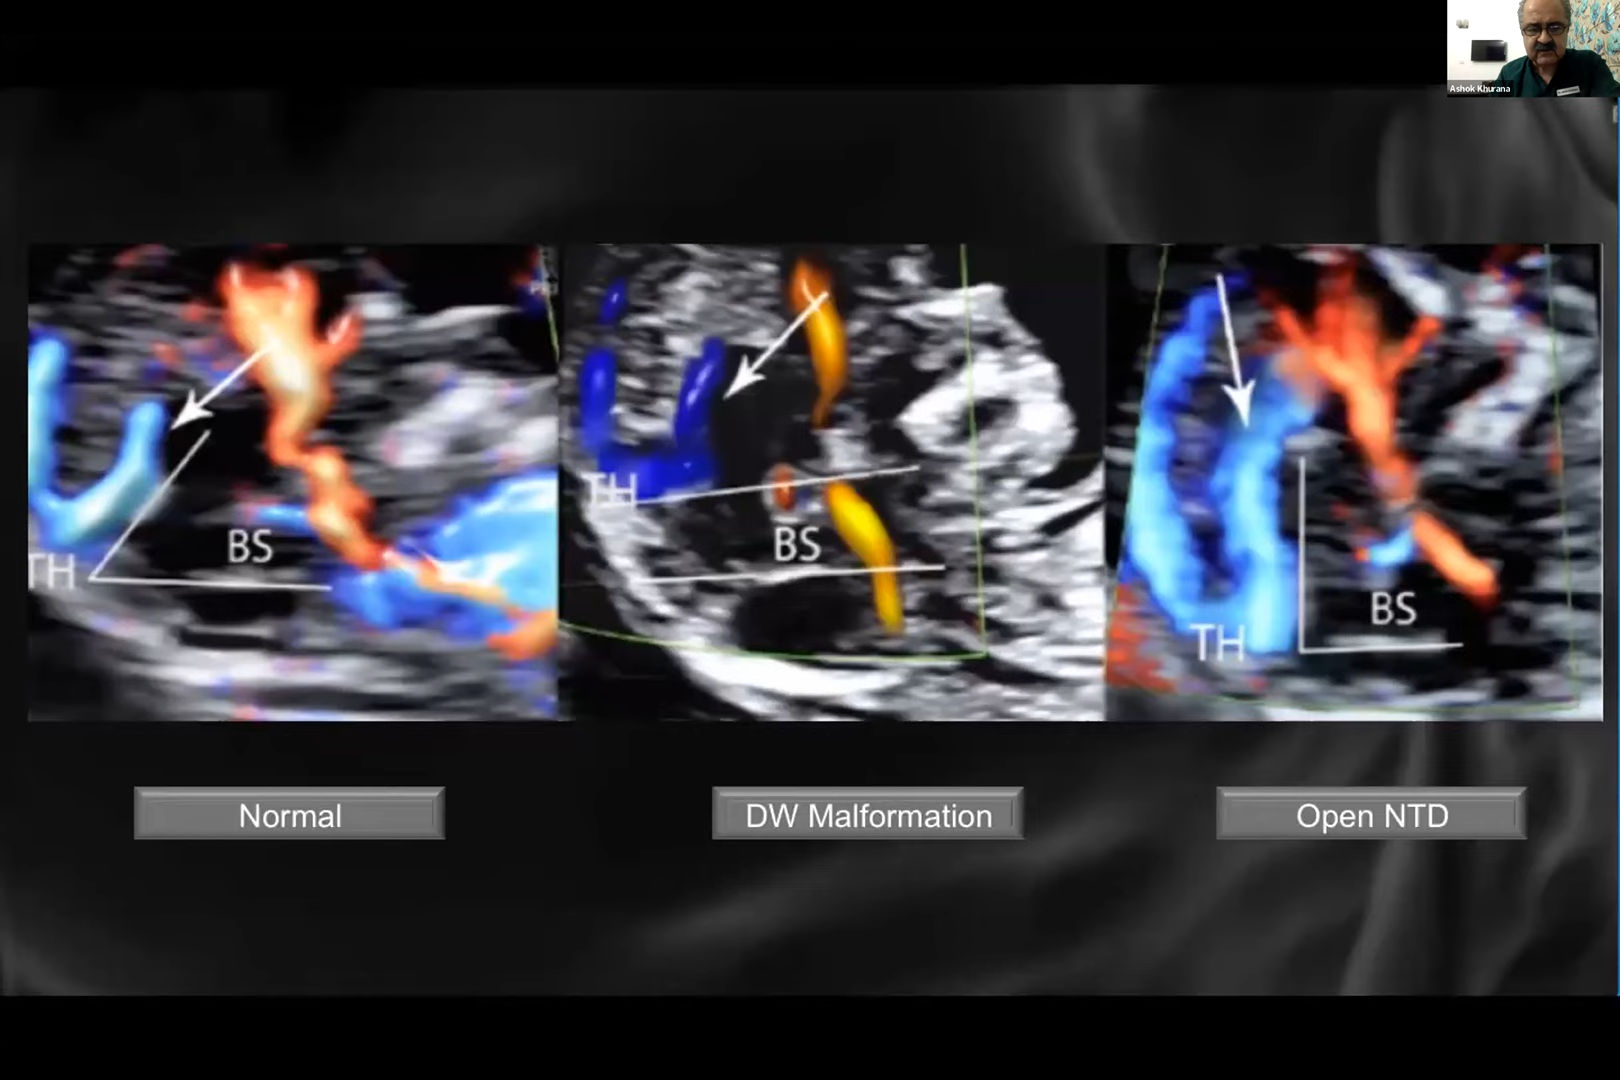 Ashok Khurana
TH
BS
TH
BS
TH
BS
Normal
DW Malformation
Open NTD